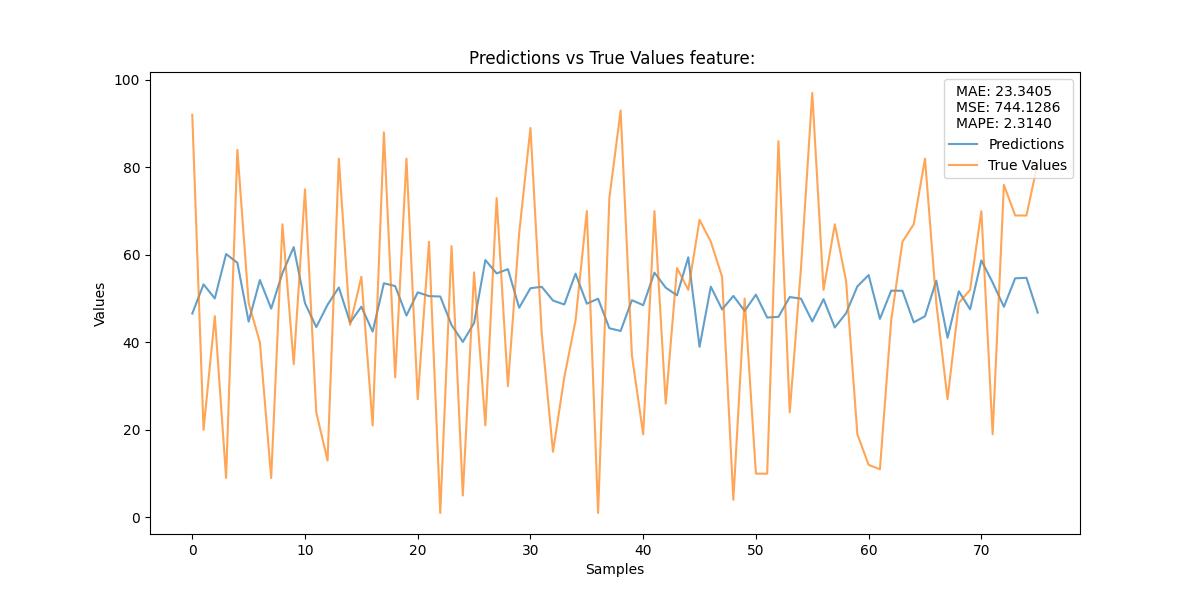 Predictions vs True Values feature:
100
80
60
40
20
0
Values
0 10 20 30 40 50 60 70
Samples
MAE: 23.3405
MSE: 744.1286
MAPE: 2.3140
Predictions
True Values